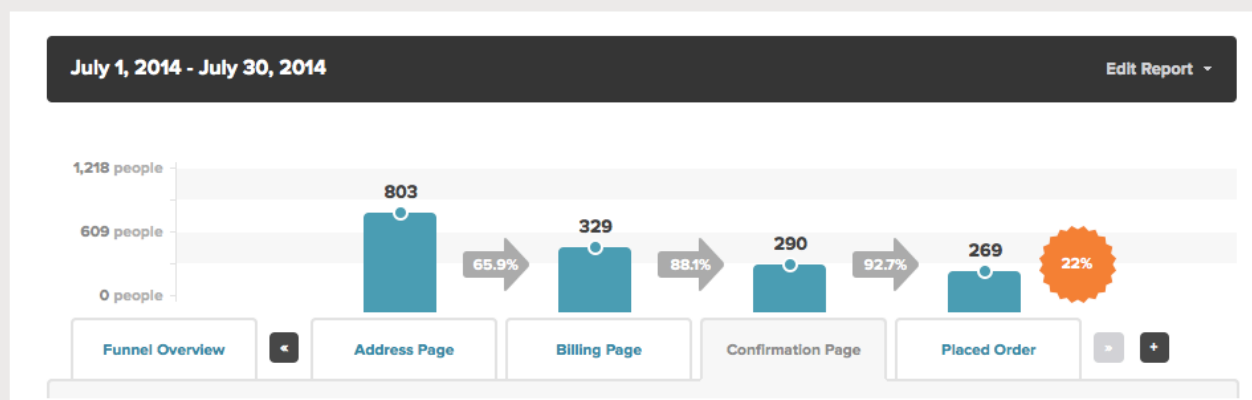 July 1, 2014 - July 30, 2014
Edit Report
1,218 people
609 people
0 people
803
65.9%
329
88.1%
290
92.7%
269
22%
Funnel Overview
«
Address Page
Billing Page
Confirmation Page
Placed Order
»
+